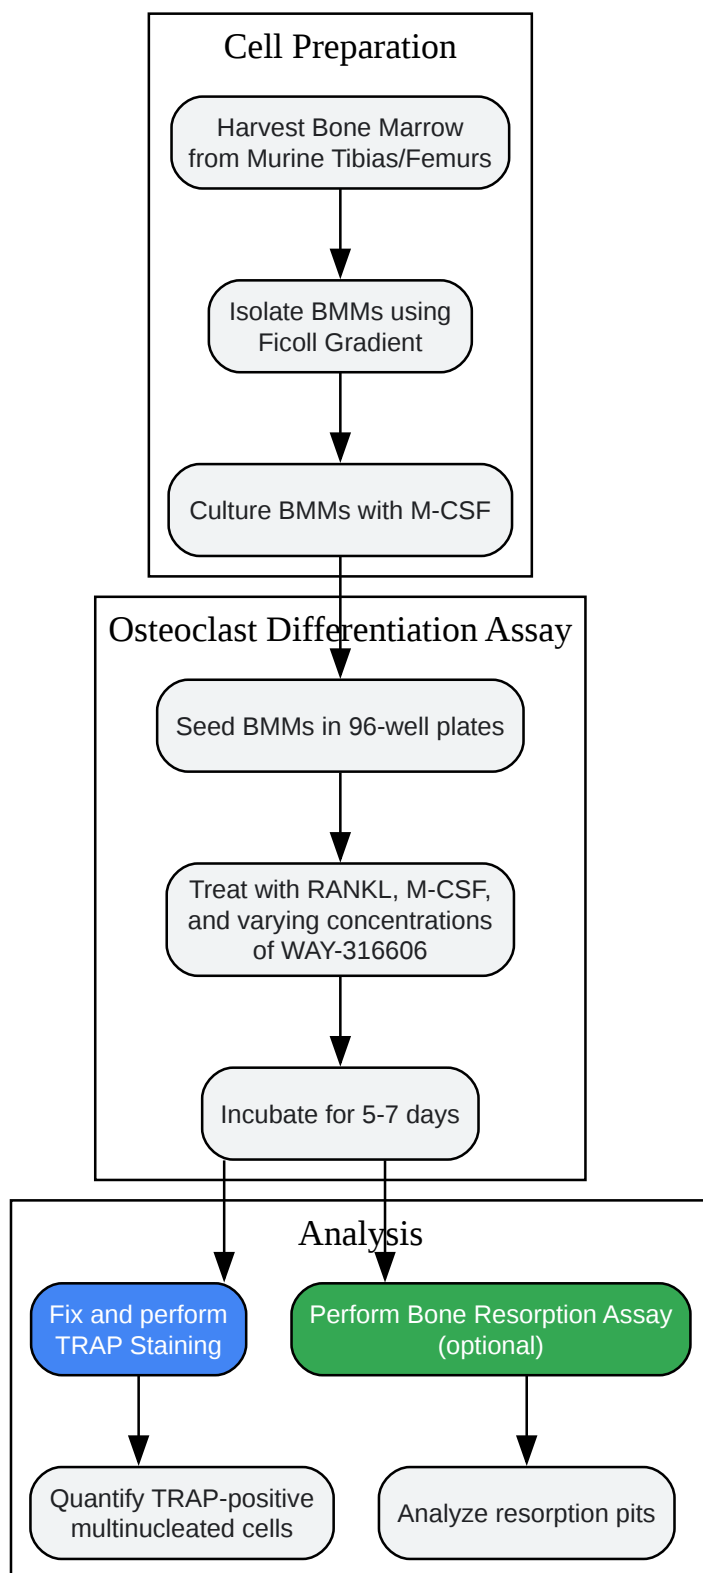 Cell Preparation
Harvest Bone Marrow
from Murine Tibias/Femurs
Isolate BMMs using
Ficoll Gradient
Culture BMMs with M-CSF
Osteoclast Differentiation Assay
Seed BMMs in 96-well plates
Treat with RANKL, M-CSF,
and varying concentrations
of WAY-316606
Incubate for 5-7 days
Analysis
Fix and perform
TRAP Staining
Perform Bone Resorption Assay
(optional)
Quantify TRAP-positive
multinucleated cells
Analyze resorption pits